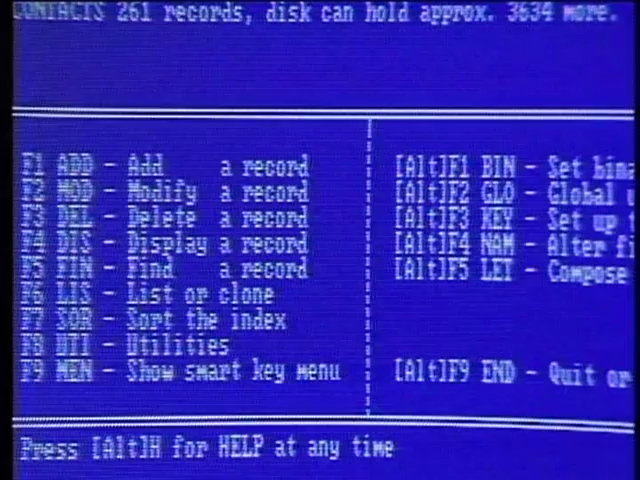 CONTACTS 261 records, disk can hold approx. 3634 more.
F1 ADD - Add a record
[Alt]F1 BIN - Set bina
F2 MOD - Modify a record
[Alt]F2 GLO - Global u
F3 DEL - Delete a record
[Alt]F3 KEY - Set up
F4 DIS - Display a record
[Alt]F4 NAM - Alter fi
F5 FIN - Find a record
[Alt]F5 LET - Compose
F6 LIS - List or clone
F7 SOR - Sort the index
F8 UTI - Utilities
F9 MEN - Show smart key menu
[Alt]F9 END - Quit or
Press [Alt]H for HELP at any time